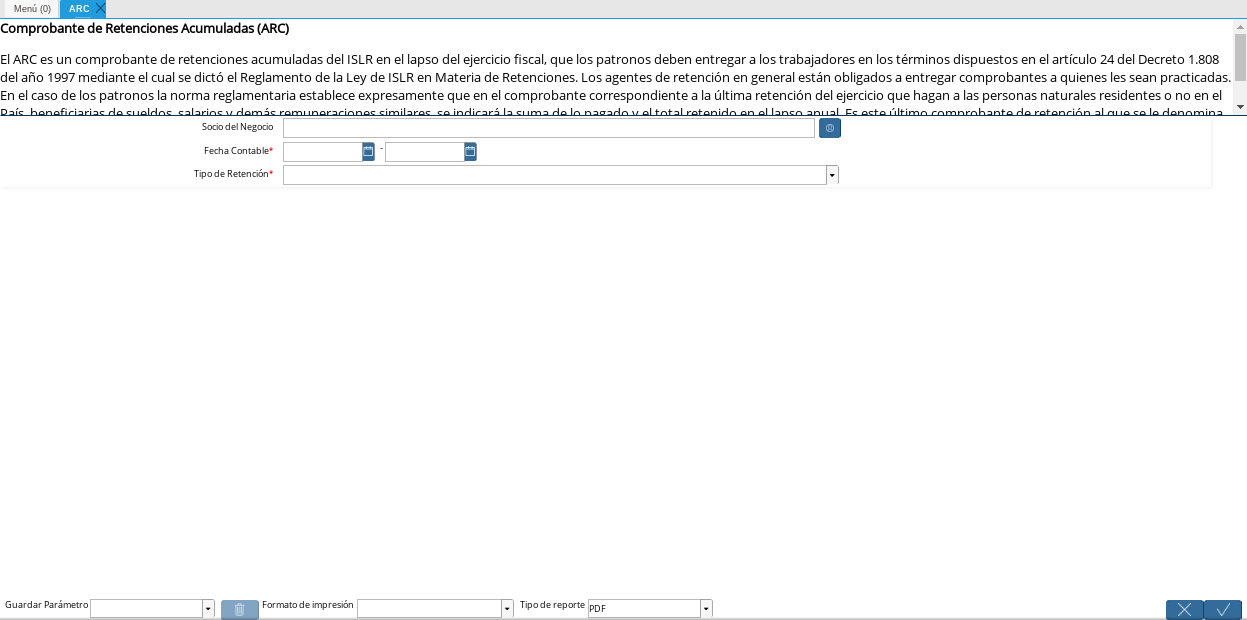 Menú (0)
ARC
Comprobante de Retenciones Acumuladas (ARC)
El ARC es un comprobante de retenciones acumuladas del ISLR en el lapso del ejercicio fiscal, que los patronos deben entregar a los trabajadores en los términos dispuestos en el artículo 24 del Decreto 1.808
del año 1997 mediante el cual se dictó el Reglamento de la Ley de ISLR en Materia de Retenciones. Los agentes de retención en general están obligados a entregar comprobantes a quienes les sean practicadas.
En el caso de los patronos la norma reglamentaria establece expresamente que en el comprobante correspondiente a la última retención del ejercicio que hagan a las personas naturales residentes o no en el
País, beneficiarias de sueldos, salarios y demás remuneraciones similares, se indicará la suma de lo pagado y el total retenido en el lapso anual. Es este último comprobante de retención al que se le denomina
Socio del Negocio
Fecha Contable* -
Tipo de Retención*
Guardar Parámetro
Formato de impresión
Tipo de reporte PDF